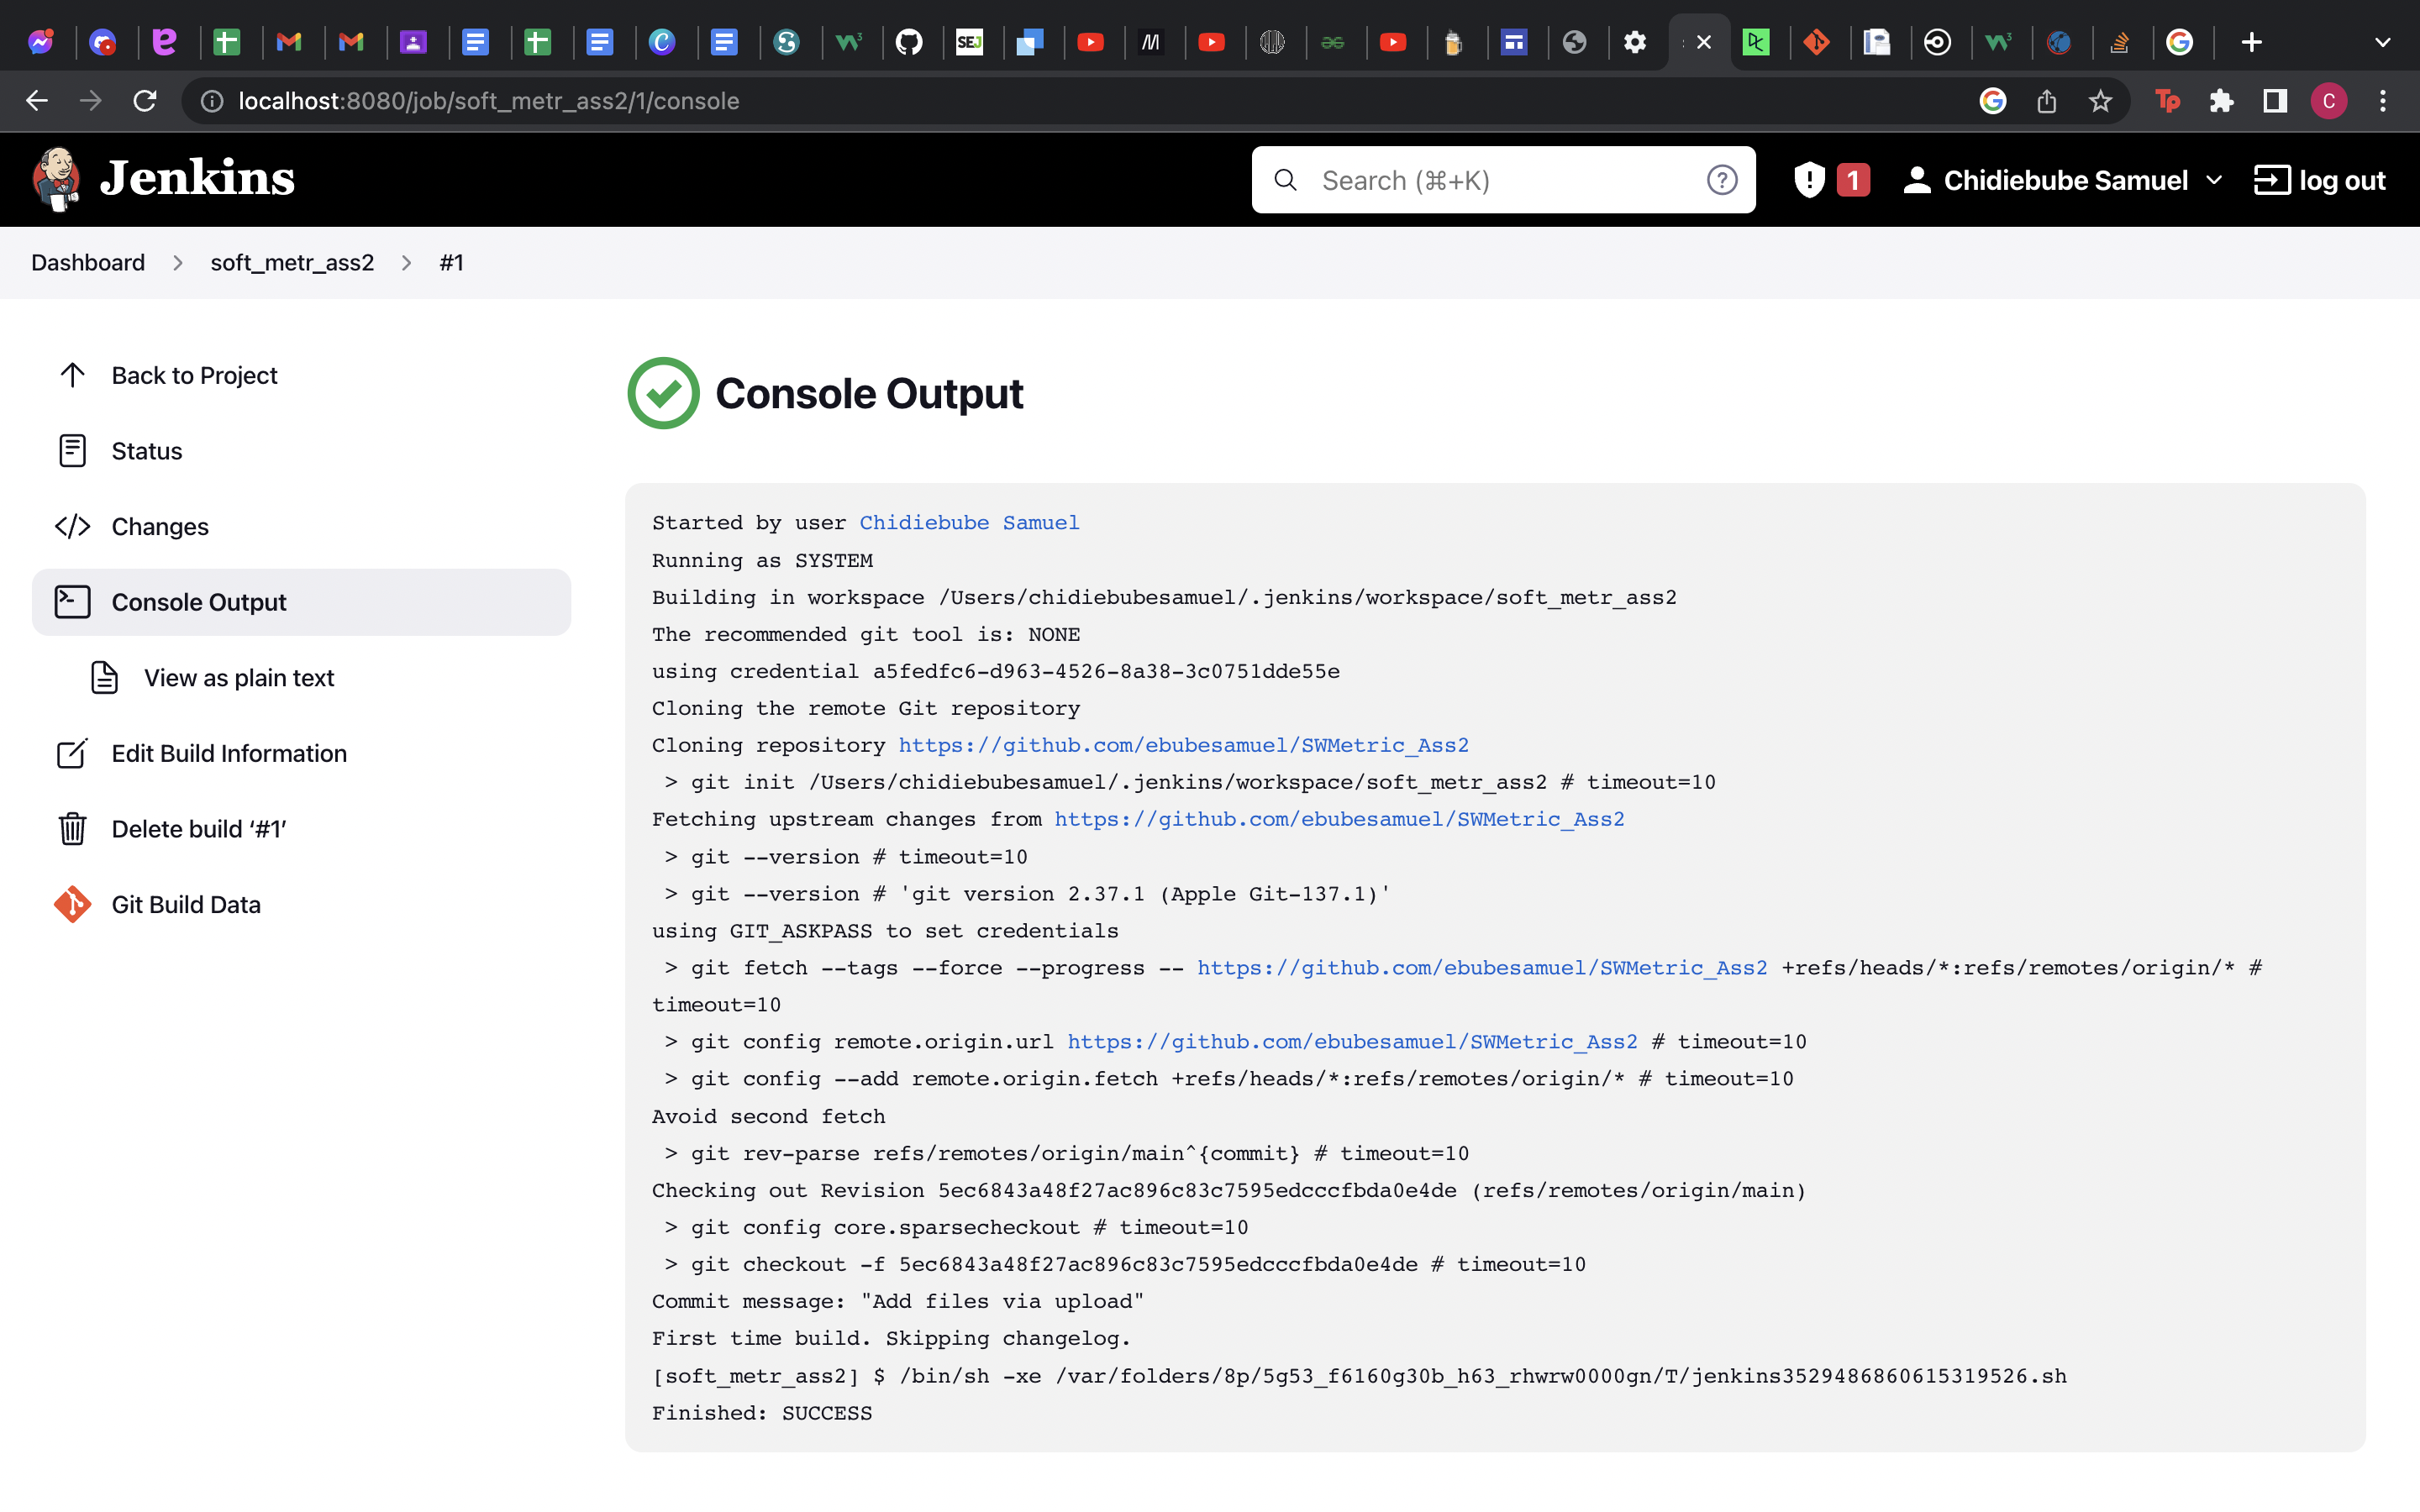 localhost:8080/job/soft_metr_ass2/1/console
Tp
C
Jenkins
Search (⌘+K)
1
Chidiebube Samuel
log out
Dashboard > soft_metr_ass2 > #1
Back to Project
Status
Changes
Console Output
View as plain text
Edit Build Information
Delete build ‘#1’
Git Build Data
Console Output
Started by user Chidiebube Samuel
Running as SYSTEM
Building in workspace /Users/chidiebubesamuel/.jenkins/workspace/soft_metr_ass2
The recommended git tool is: NONE
using credential a5fedfc6-d963-4526-8a38-3c0751dde55e
Cloning the remote Git repository
Cloning repository https://github.com/ebubesamuel/SWMetric_Ass2
 > git init /Users/chidiebubesamuel/.jenkins/workspace/soft_metr_ass2 # timeout=10
Fetching upstream changes from https://github.com/ebubesamuel/SWMetric_Ass2
 > git --version # timeout=10
 > git --version # 'git version 2.37.1 (Apple Git-137.1)'
using GIT_ASKPASS to set credentials
 > git fetch --tags --force --progress -- https://github.com/ebubesamuel/SWMetric_Ass2 +refs/heads/*:refs/remotes/origin/* #
timeout=10
 > git config remote.origin.url https://github.com/ebubesamuel/SWMetric_Ass2 # timeout=10
 > git config --add remote.origin.fetch +refs/heads/*:refs/remotes/origin/* # timeout=10
Avoid second fetch
 > git rev-parse refs/remotes/origin/main^{commit} # timeout=10
Checking out Revision 5ec6843a48f27ac896c83c7595edcccfbda0e4de (refs/remotes/origin/main)
 > git config core.sparsecheckout # timeout=10
 > git checkout -f 5ec6843a48f27ac896c83c7595edcccfbda0e4de # timeout=10
Commit message: "Add files via upload"
First time build. Skipping changelog.
[soft_metr_ass2] $ /bin/sh -xe /var/folders/8p/5g53_f6160g30b_h63_rhwrw0000gn/T/jenkins3529486860615319526.sh
Finished: SUCCESS